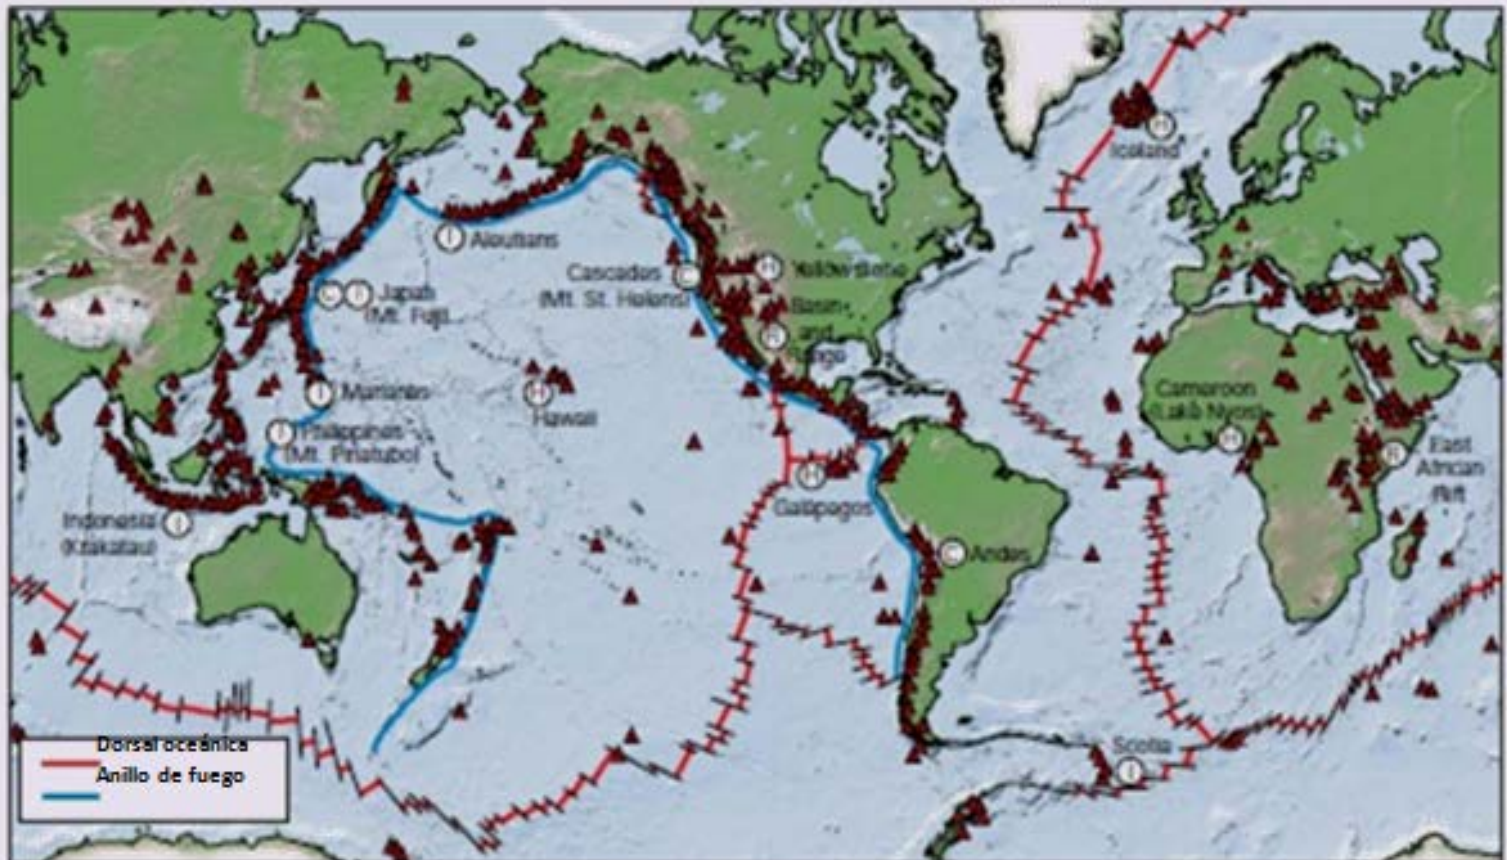 H
Iceland
I Aleutians
Cascades
(Mt. St. Helens)
C
H Yellowstone
C I Japan
(Mt. Fuji
Basin
R and
I Marianas
H
Hawaii
Cameroon
(Lake Nyos)
H
I Philippines
(Mt. Pinatubo)
R East
African
Rift
H
Galapagos
Indonesia I
(Krakatau)
C Andes
Scotia
I
Dorsal oceánica
Anillo de fuego